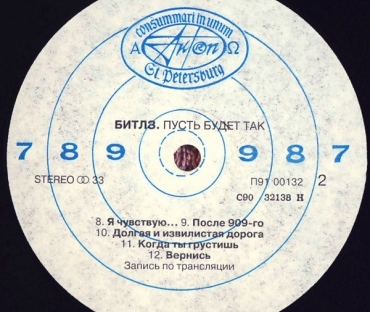 consummari in unum
А Антон Ω
St. Petersburg
БИТЛЗ. ПУСТЬ БУДЕТ ТАК
7 8 9 9 8 7
STEREO 33 П91 00132 2
С90 32138 Н
8. Я чувствую... 9. После 909-го
10. Долгая и извилистая дорога
11. Когда ты грустишь
12. Вернись
Запись по трансляции